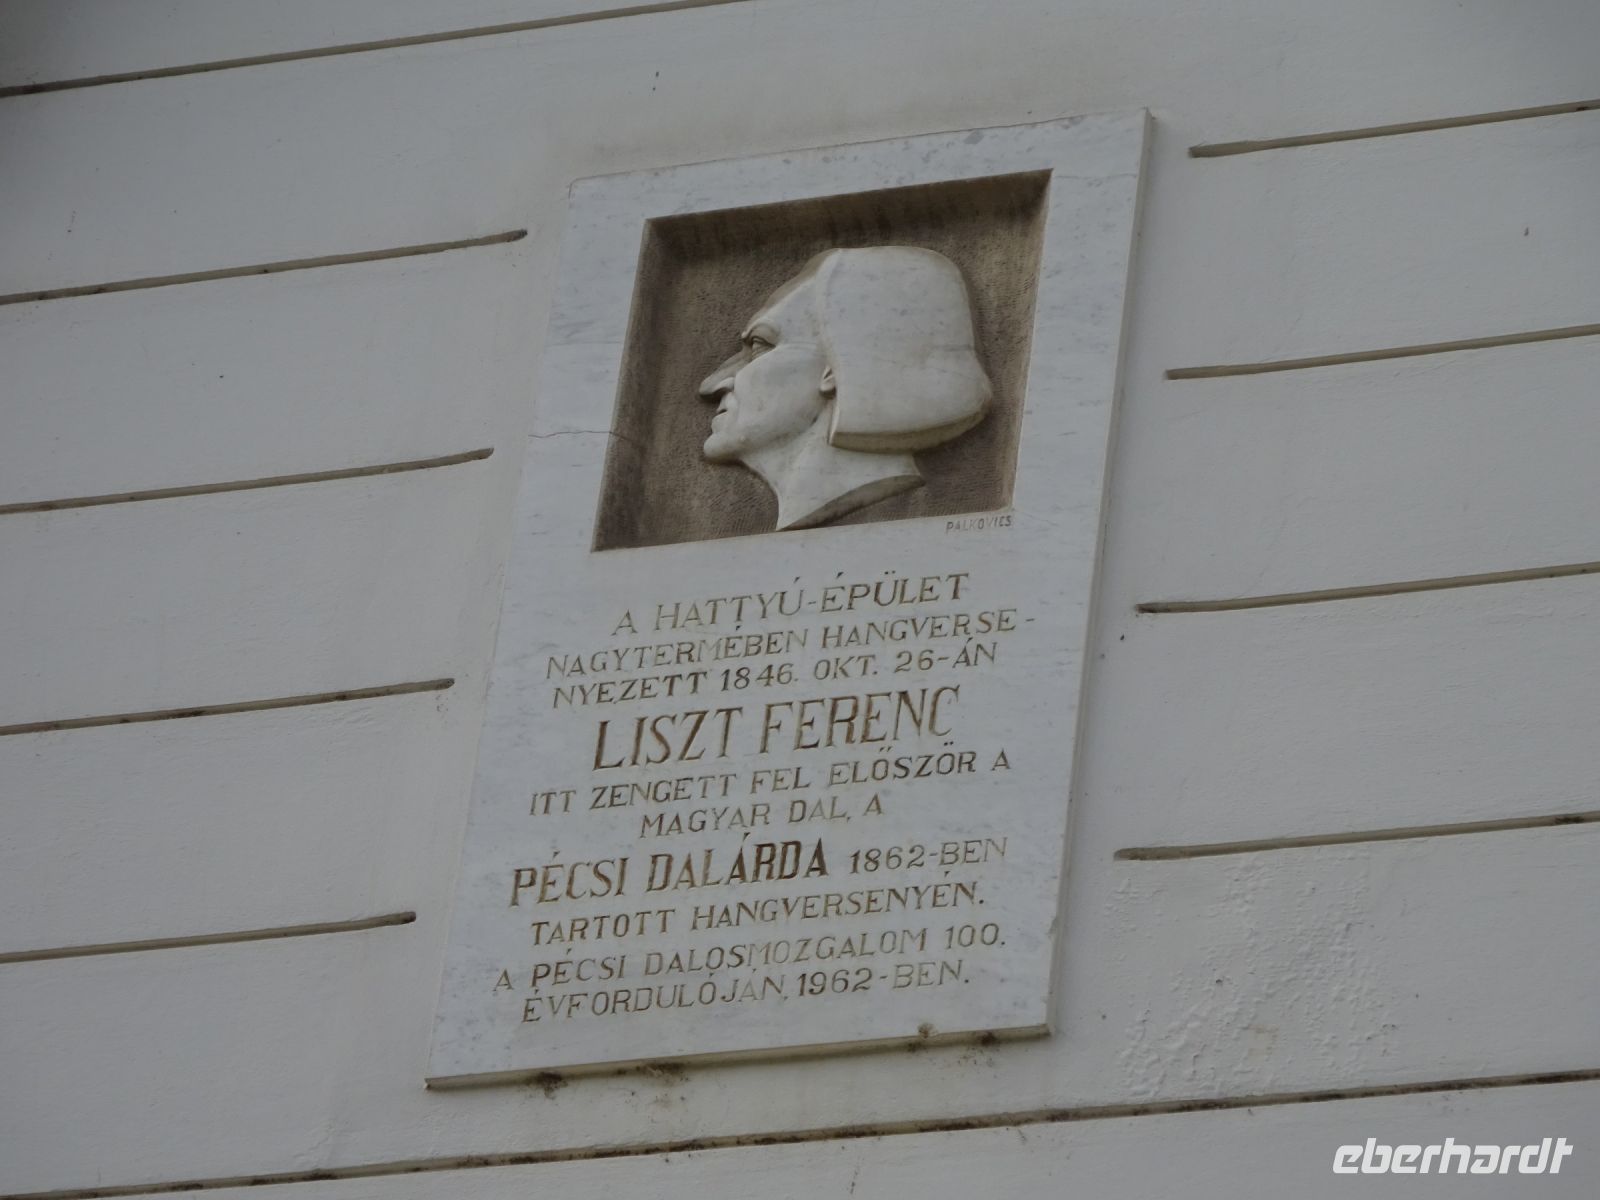 PALKOVICS
A HATTYÚ-ÉPÜLET
NAGYTERMÉBEN HANGVERSE-
NYEZETT 1846. OKT. 26-ÁN
LISZT FERENC
ITT ZENGETT FEL ELŐSZÖR A
MAGYAR DAL, A
PÉCSI DALÁRDA 1862-BEN
TARTOTT HANGVERSENYÉN.
A PÉCSI DALOSMOZGALOM 100.
ÉVFORDULÓJÁN, 1962-BEN.
eberhardt